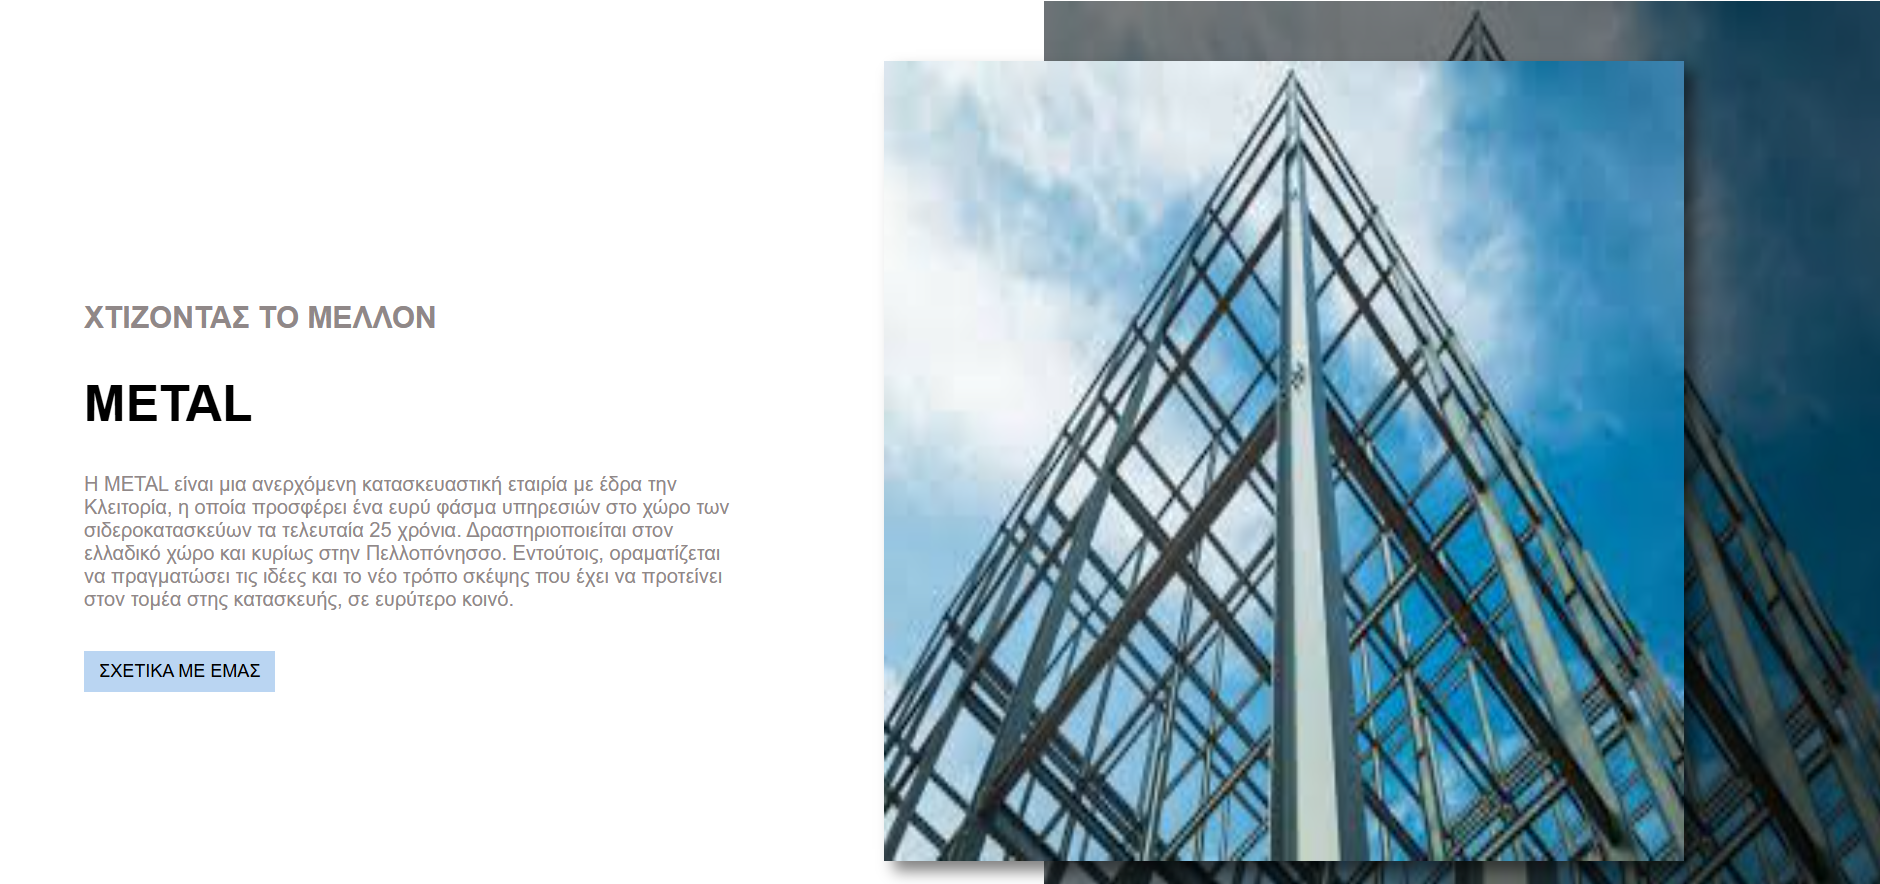 ΧΤΙΖΟΝΤΑΣ ΤΟ ΜΕΛΛΟΝ
METAL
Η METAL είναι μια ανερχόμενη κατασκευαστική εταιρία με έδρα την
Κλειτορία, η οποία προσφέρει ένα ευρύ φάσμα υπηρεσιών στο χώρο των
σιδεροκατασκεύων τα τελευταία 25 χρόνια. Δραστηριοποιείται στον
ελλαδικό χώρο και κυρίως στην Πελλοπόνησσο. Εντούτοις, οραματίζεται
να πραγματώσει τις ιδέες και το νέο τρόπο σκέψης που έχει να προτείνει
στον τομέα στης κατασκευής, σε ευρύτερο κοινό.
ΣΧΕΤΙΚΑ ΜΕ ΕΜΑΣ